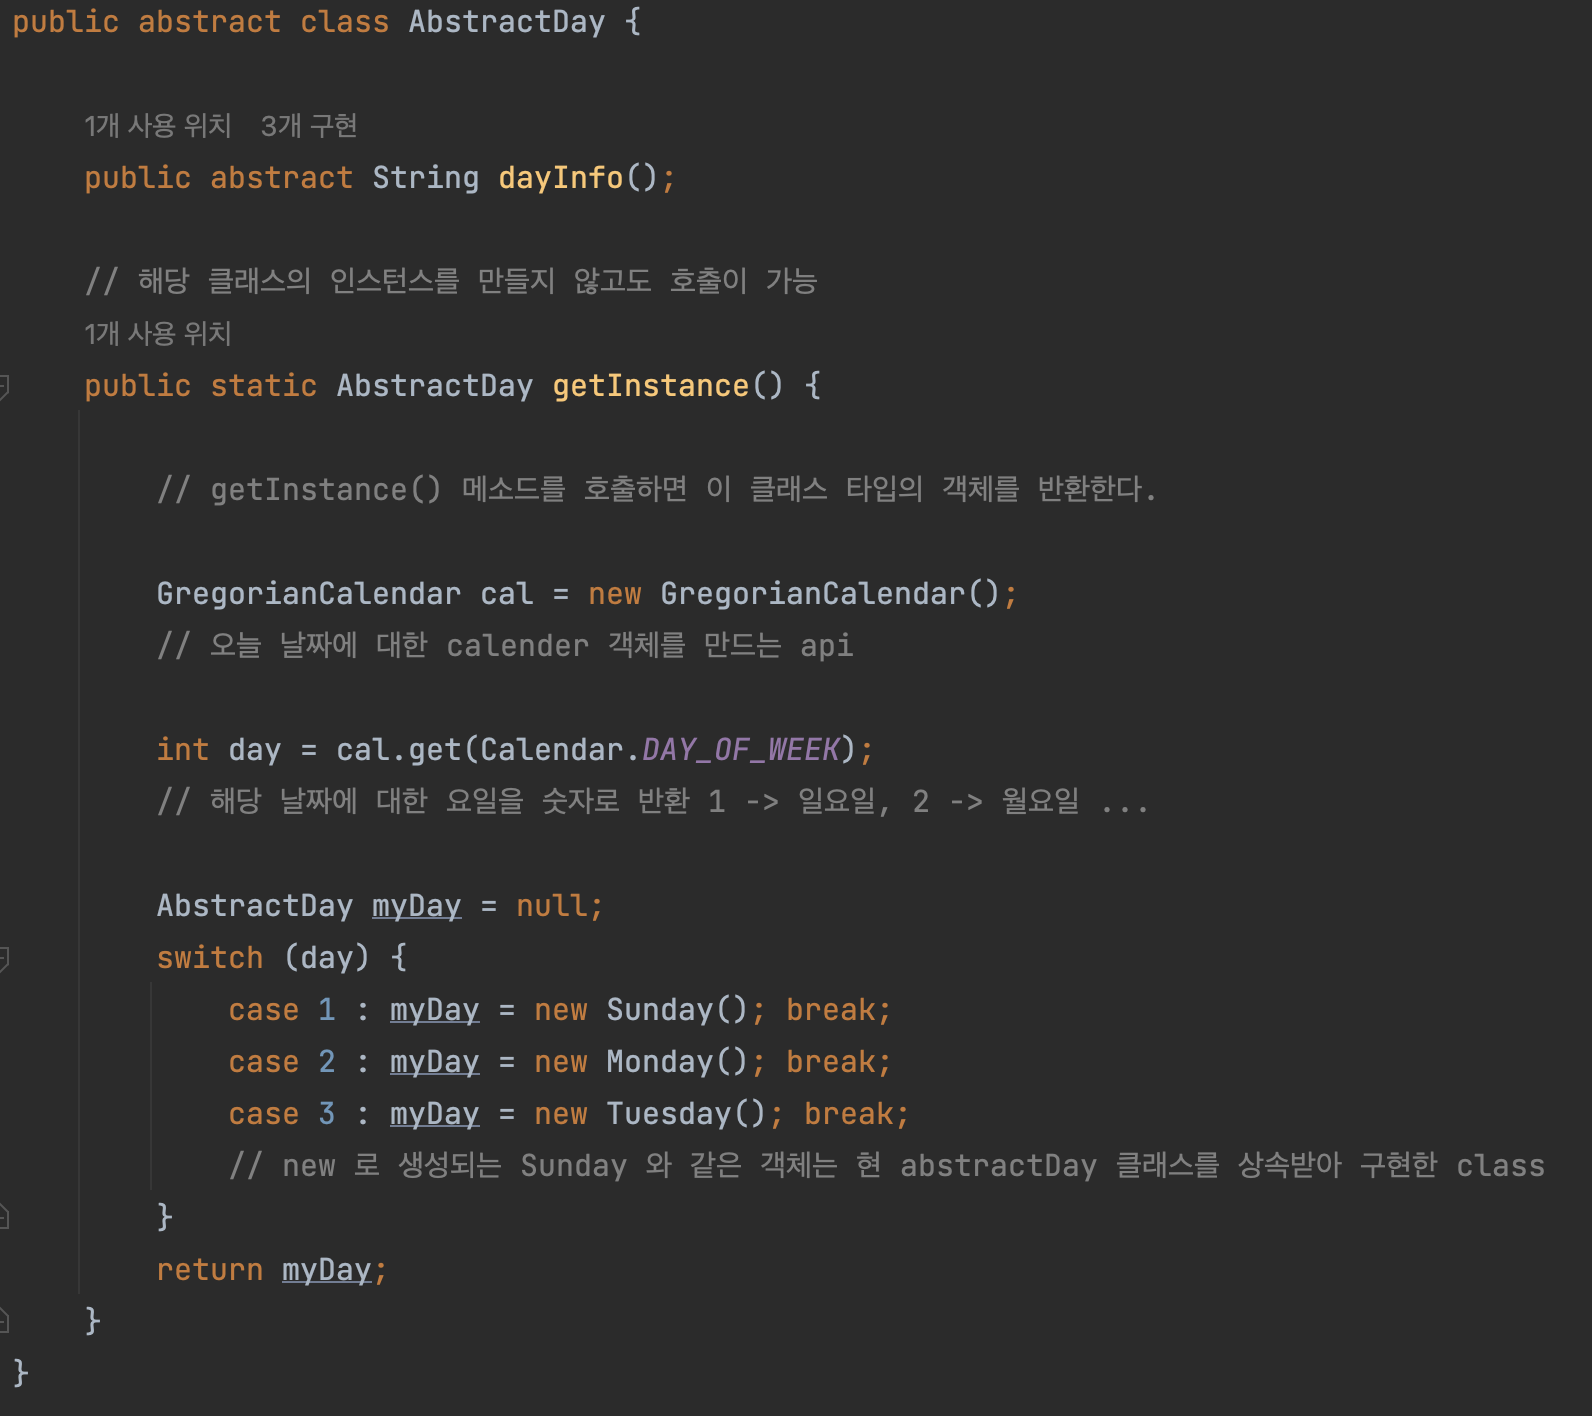 public abstract class AbstractDay {
1개 사용 위치 3개 구현
public abstract String dayInfo();
// 해당 클래스의 인스턴스를 만들지 않고도 호출이 가능
1개 사용 위치
public static AbstractDay getInstance() {
// getInstance() 메소드를 호출하면 이 클래스 타입의 객체를 반환한다.
GregorianCalendar cal = new GregorianCalendar();
// 오늘 날짜에 대한 calender 객체를 만드는 api
int day = cal.get(Calendar.DAY_OF_WEEK);
// 해당 날짜에 대한 요일을 숫자로 반환 1 -> 일요일, 2 -> 월요일 ...
AbstractDay myDay = null;
switch (day) {
case 1 : myDay = new Sunday(); break;
case 2 : myDay = new Monday(); break;
case 3 : myDay = new Tuesday(); break;
// new 로 생성되는 Sunday 와 같은 객체는 현 abstractDay 클래스를 상속받아 구현한 class
}
return myDay;
}
}